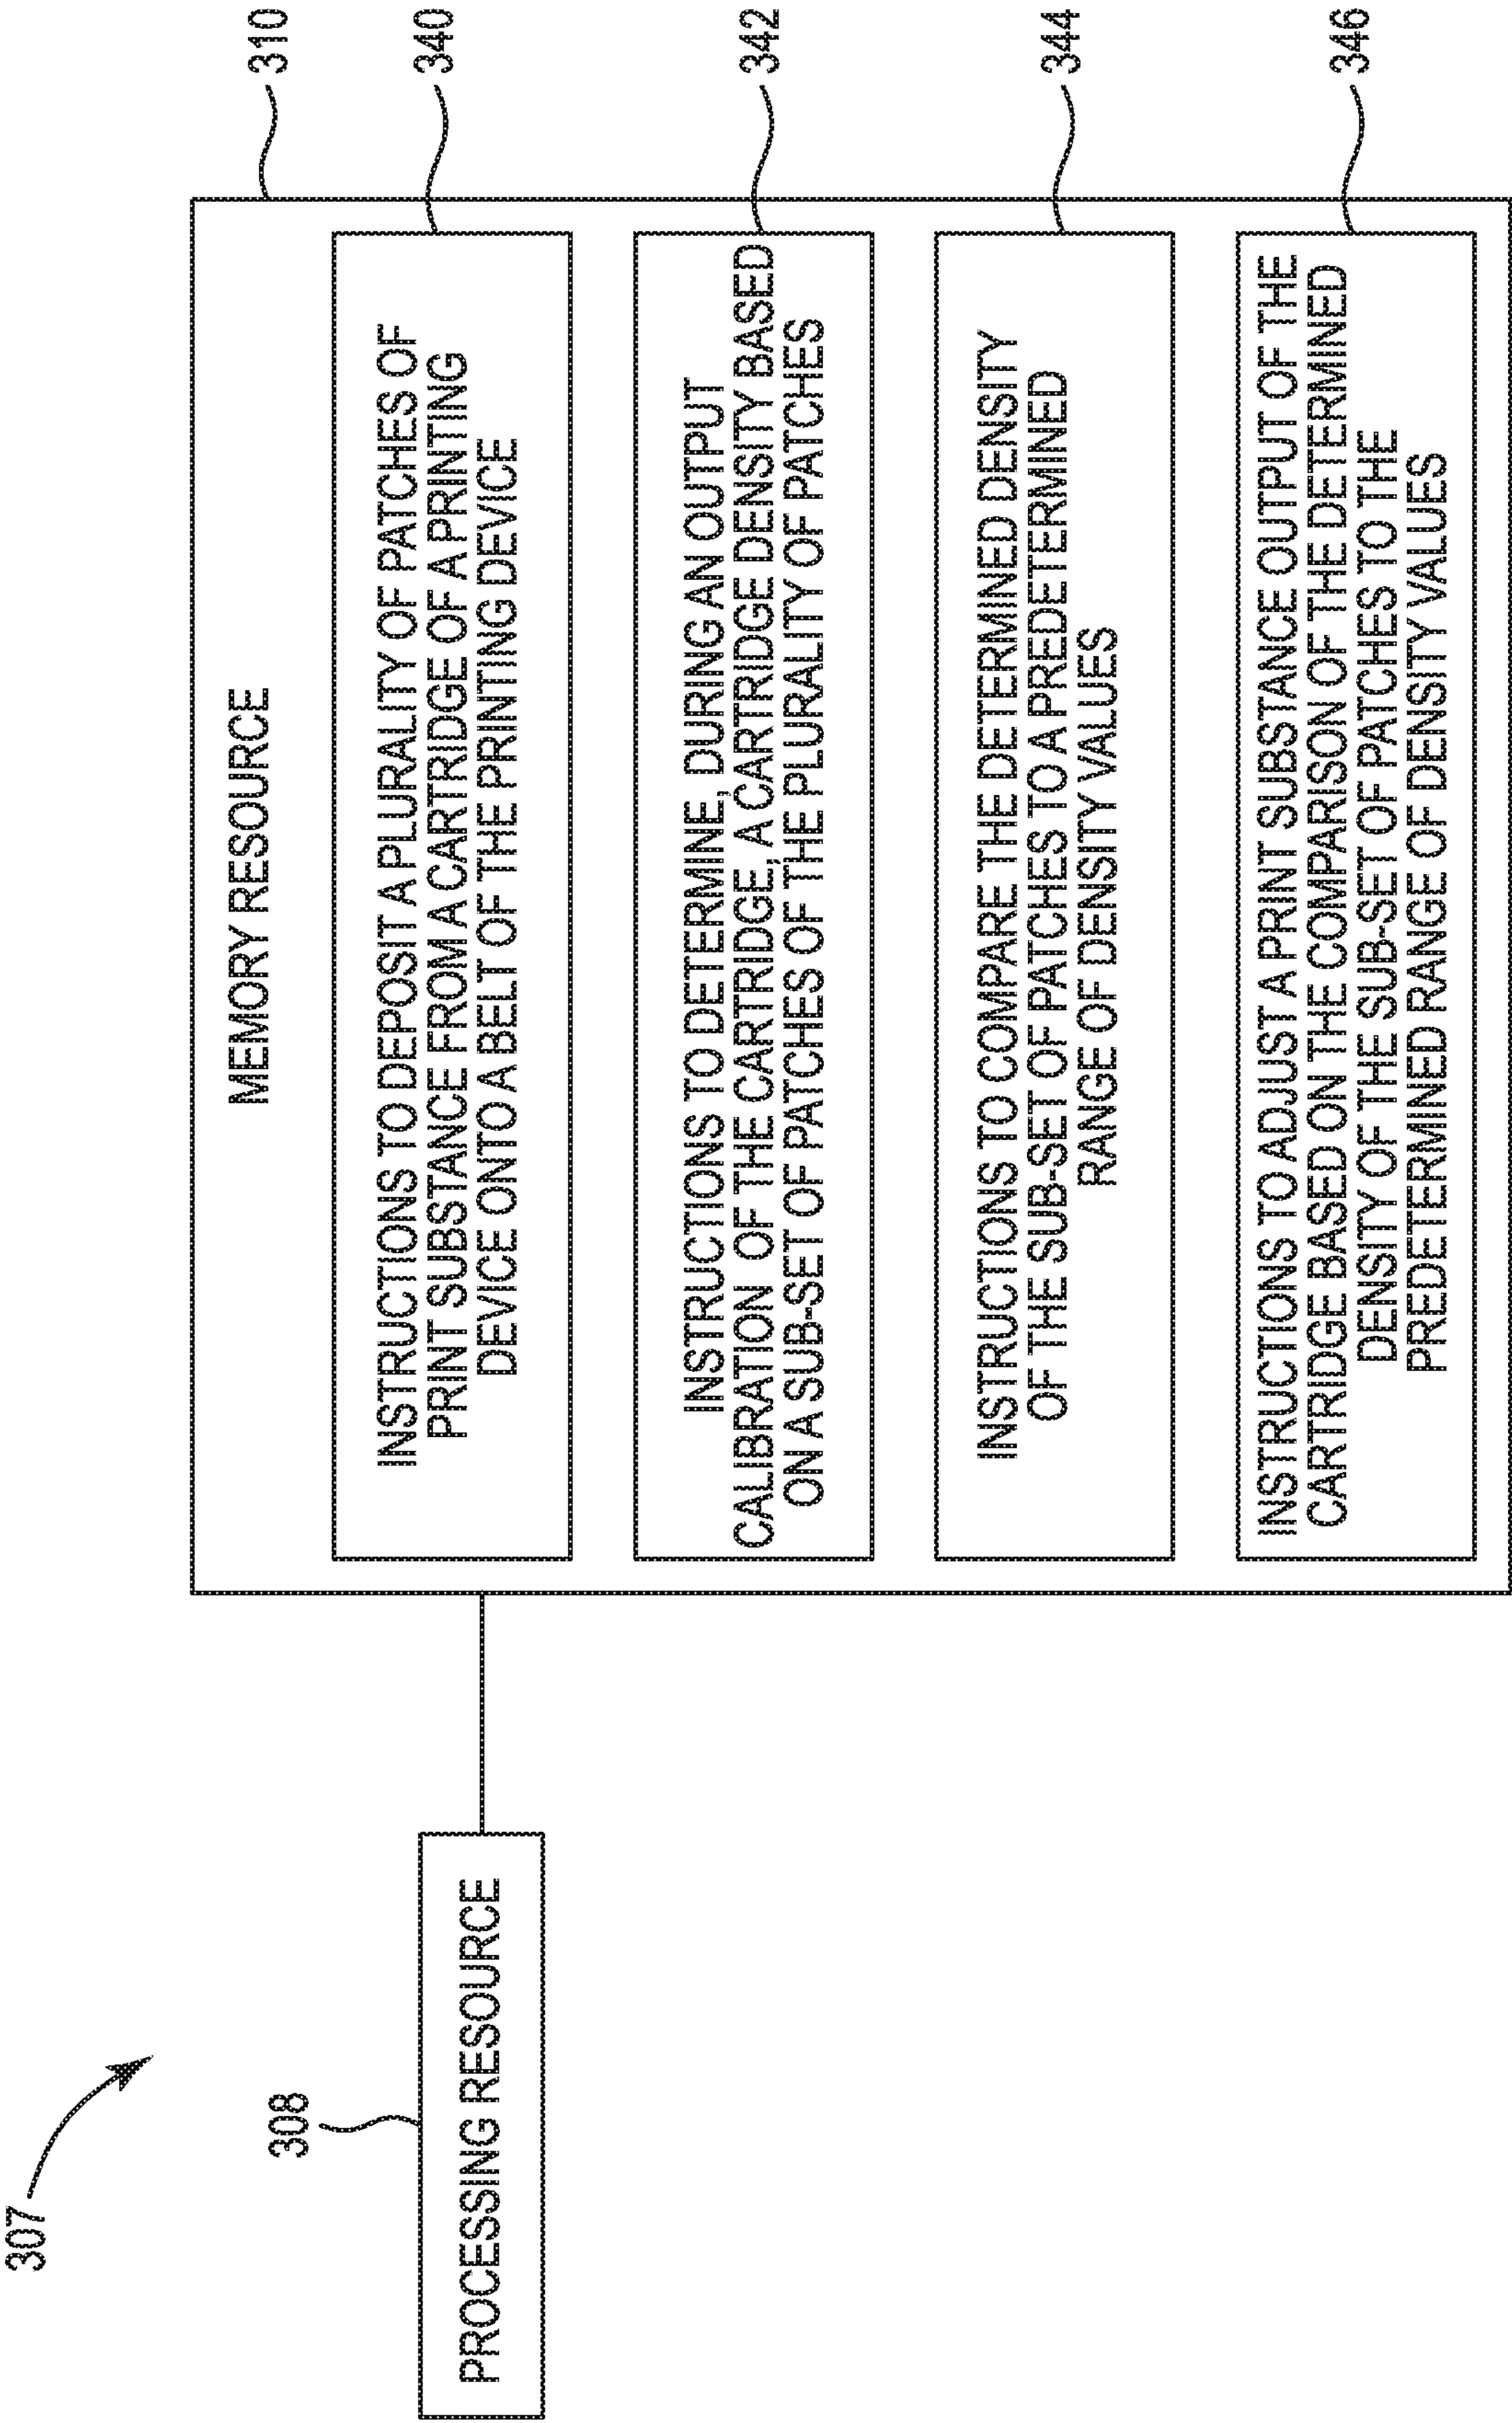 307
308
PROCESSING RESOURCE
MEMORY RESOURCE
310
INSTRUCTIONS TO DEPOSIT A PLURALITY OF PATCHES OF
PRINT SUBSTANCE FROM A CARTRIDGE OF A PRINTING
DEVICE ONTO A BELT OF THE PRINTING DEVICE
340
INSTRUCTIONS TO DETERMINE, DURING AN OUTPUT
CALIBRATION OF THE CARTRIDGE, A CARTRIDGE DENSITY BASED
ON A SUB-SET OF PATCHES OF THE PLURALITY OF PATCHES
342
INSTRUCTIONS TO COMPARE THE DETERMINED DENSITY
OF THE SUB-SET OF PATCHES TO A PREDETERMINED
RANGE OF DENSITY VALUES
344
INSTRUCTIONS TO ADJUST A PRINT SUBSTANCE OUTPUT OF THE
CARTRIDGE BASED ON THE COMPARISON OF THE DETERMINED
DENSITY OF THE SUB-SET OF PATCHES TO THE
PREDETERMINED RANGE OF DENSITY VALUES
346